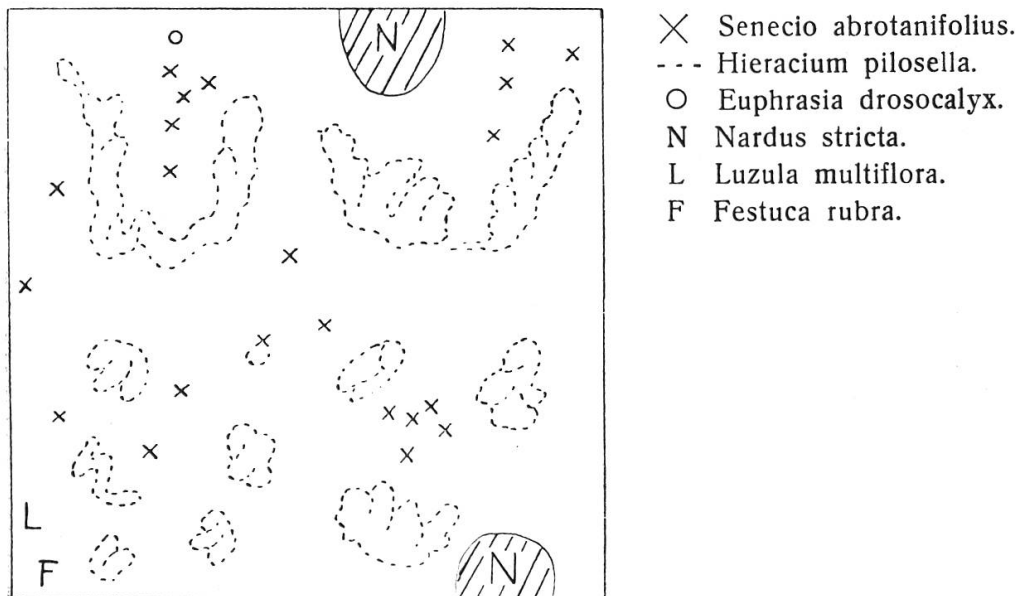 N
× Senecio abrotanifolius.
--- Hieracium pilosella.
O Euphrasia drosocalyx.
N Nardus stricta.
L Luzula multiflora.
F Festuca rubra.
L
F
N